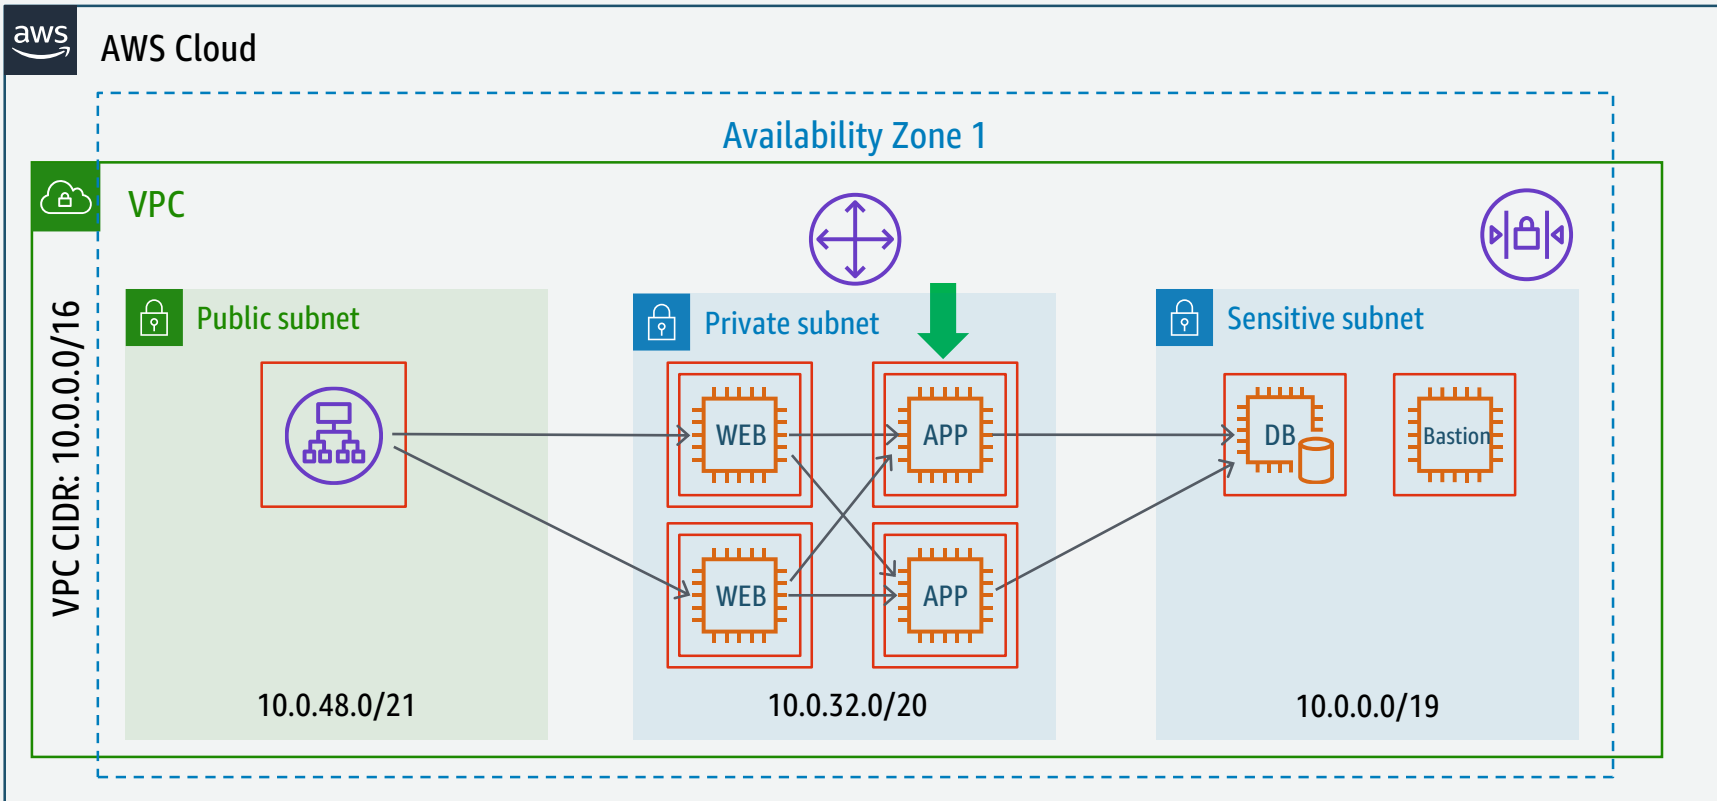 aws
AWS Cloud
Availability Zone 1
VPC
VPC CIDR: 10.0.0.0/16
Public subnet
Private subnet
Sensitive subnet
WEB
APP
DB
Bastion
WEB
APP
10.0.48.0/21
10.0.32.0/20
10.0.0.0/19